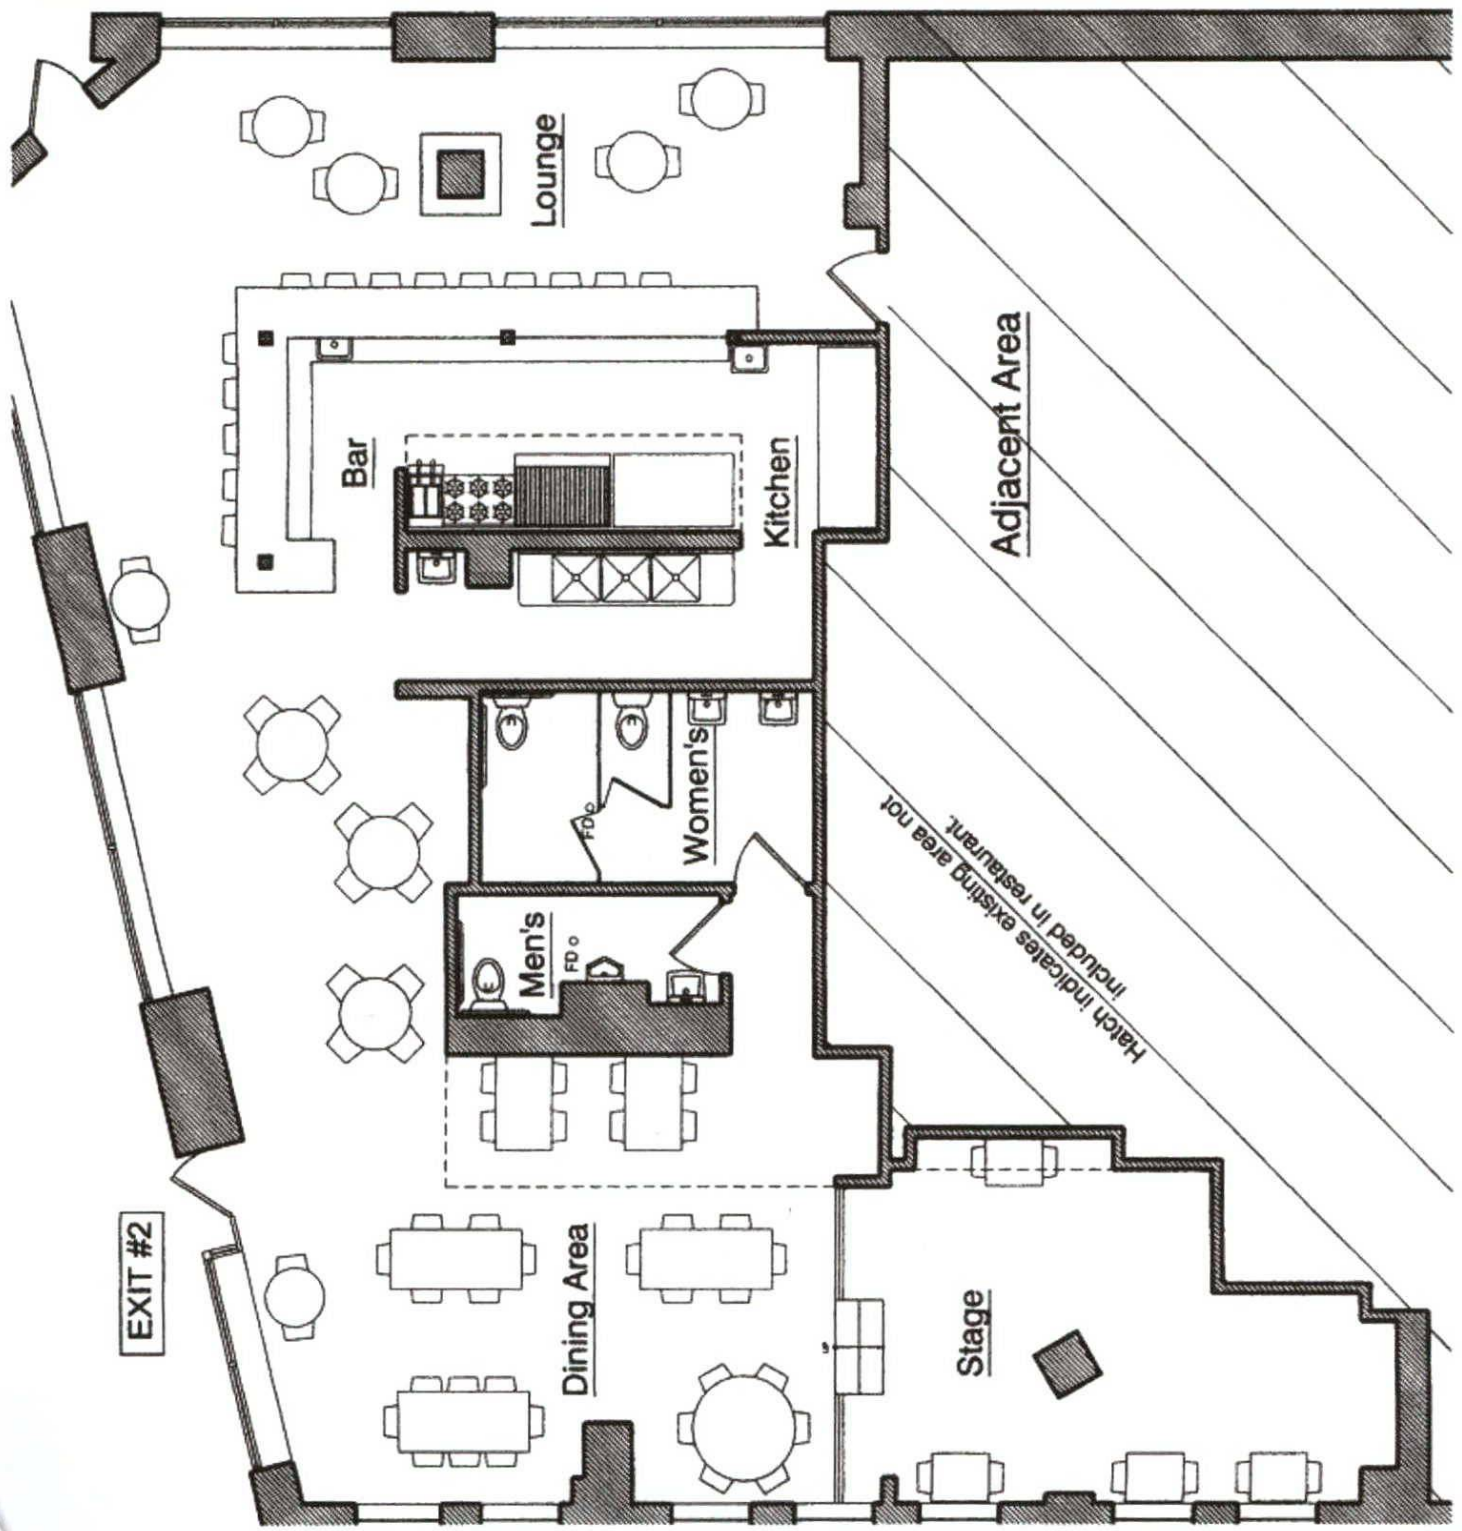 Lounge
Bar
Kitchen
Adjacent Area
Women's
FD
Men's
FD
Hatch indicates existing area not
included in restaurant.
EXIT #2
Dining Area
Stage